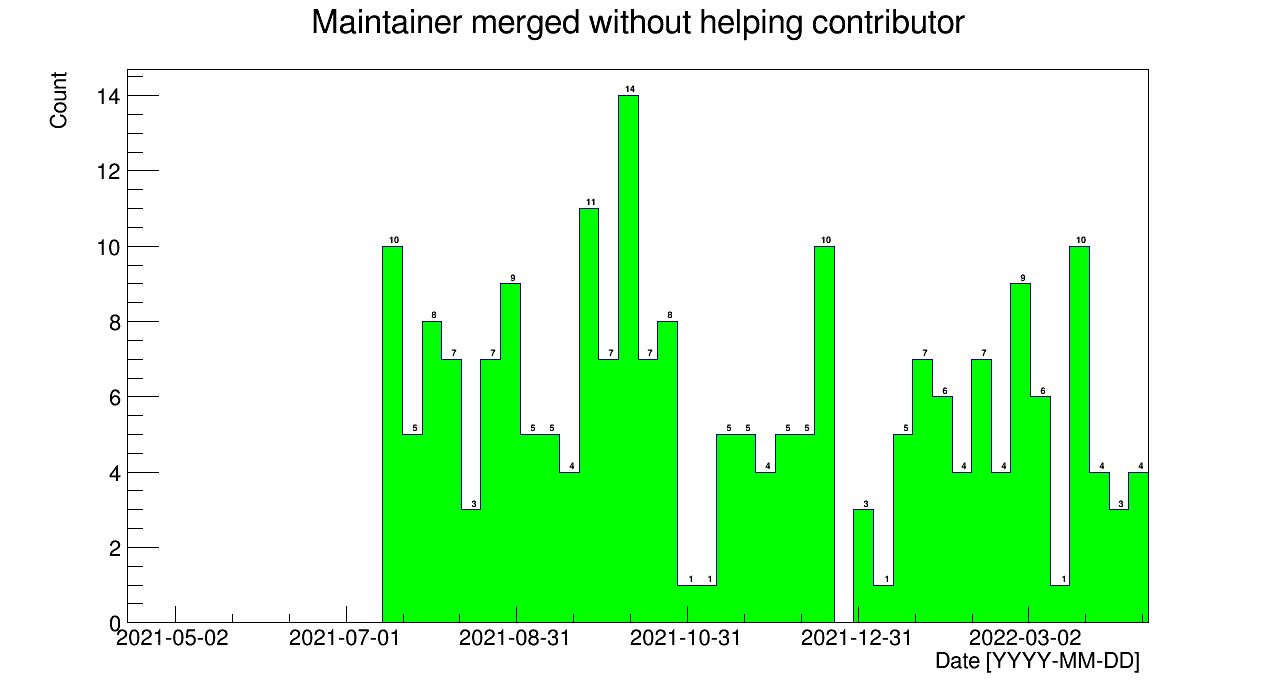 Maintainer merged without helping contributor
Count
14
12
10
8
6
4
2
0
10 5 8 7 3 7 9 5 5 4 11 7 14 7 8 1 1 5 5 4 5 5 10 3 1 5 7 6 4 7 4 9 6 1 10 4 3 4
2021-05-02 2021-07-01 2021-08-31 2021-10-31 2021-12-31 2022-03-02
Date [YYYY-MM-DD]